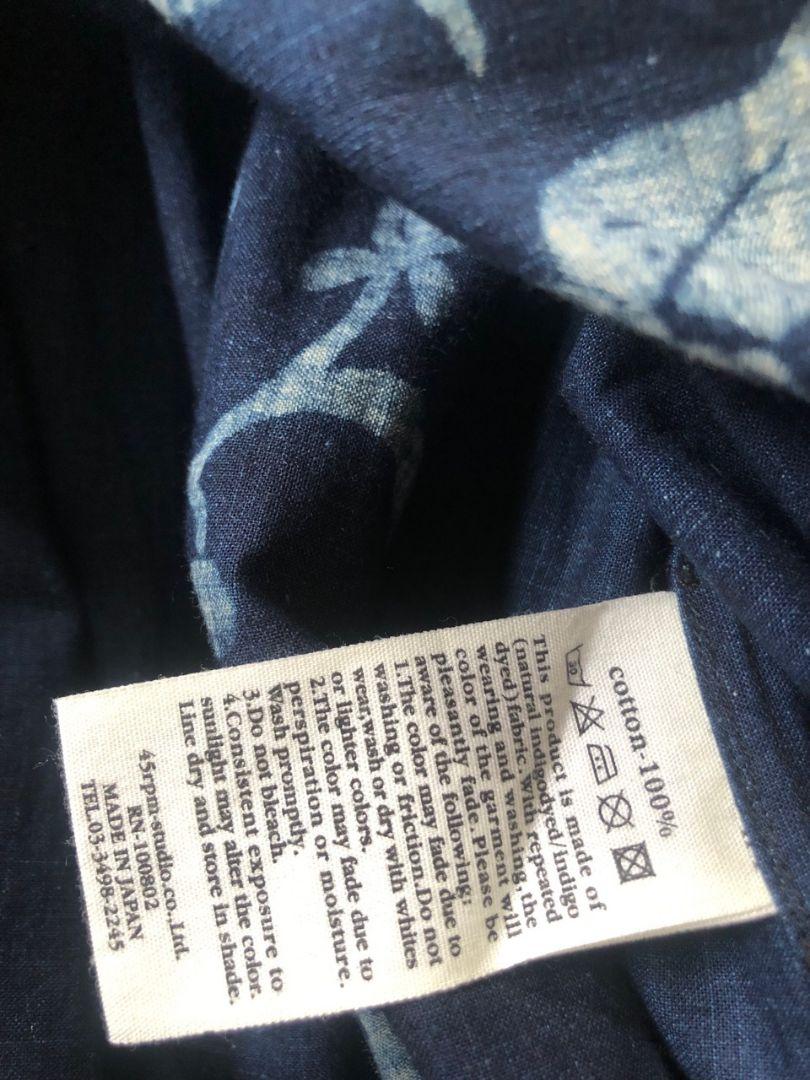 cotton-100%
30
This product is made of
(natural indigodyed/indigo
dyed)fabric.With repeated
wearing and washing,the
color of the garment will
pleasantly fade.Please be
aware of the following:
1.The color may fade due to
washing or friction.Do not
wear,wash or dry with whites
or lighter colors.
2.The color may fade due to
perspiration or moisture.
Wash promptly.
3.Do not bleach.
4.Consistent exposure to
sunlight may alter the color.
Line dry and store in shade.
45rpm-studio.co.,Ltd.
RN-100802
MADE IN JAPAN
TEL.03-3498-2245